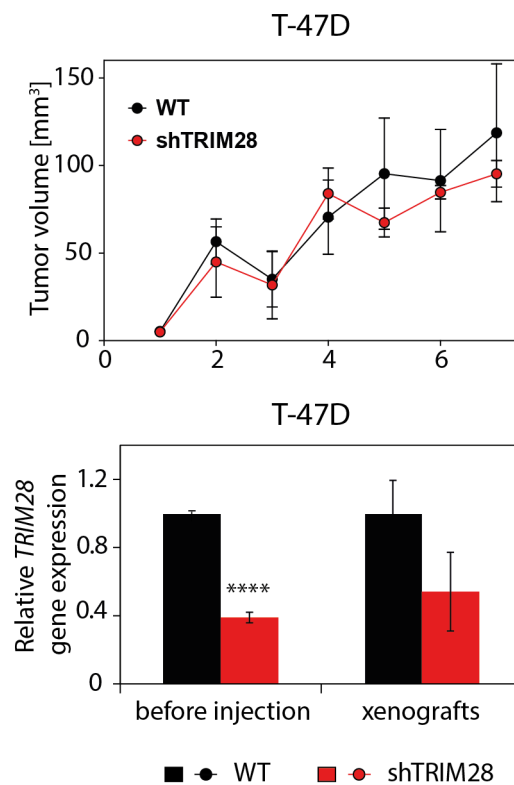 T-47D
Tumor volume [mm³]
150
100
50
0
WT
shTRIM28
0 2 4 6
T-47D
Relative TRIM28
gene expression
1.2
0.8
0.4
0
****
before injection xenografts
WT shTRIM28